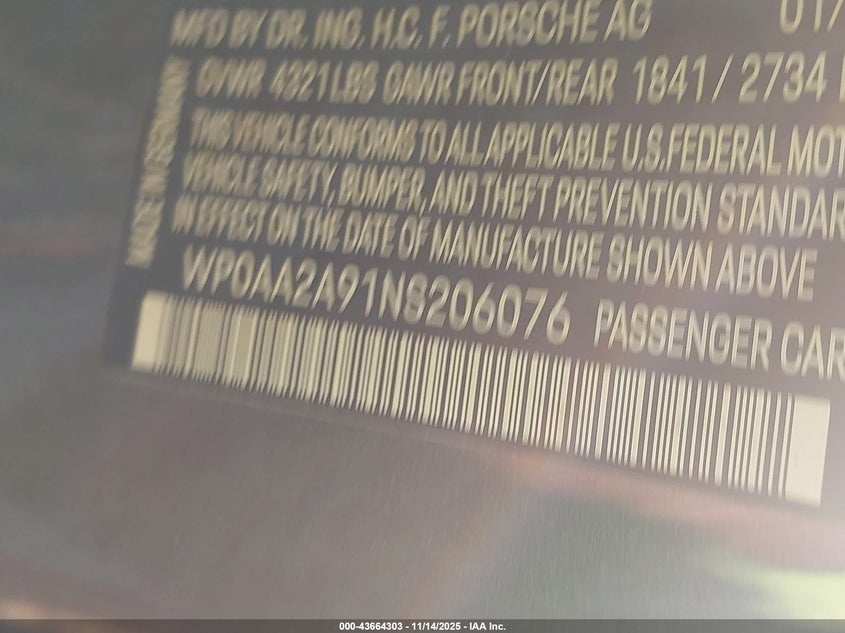 MFD BY DR. ING. H.C. F. PORSCHE AG 01/
GVWR 4321LBS GAWR FRONT/REAR 1841 / 2734
THIS VEHICLE CONFORMS TO ALL APPLICABLE U.S.FEDERAL MOT
VEHICLE SAFETY, BUMPER, AND THEFT PREVENTION STANDAR
IN EFFECT ON THE DATE OF MANUFACTURE SHOWN ABOVE
WP0AA2A91NS206076 PASSENGER CAR
MADE IN GERMANY
000-43664303 - 11/14/2025 - IAA Inc.